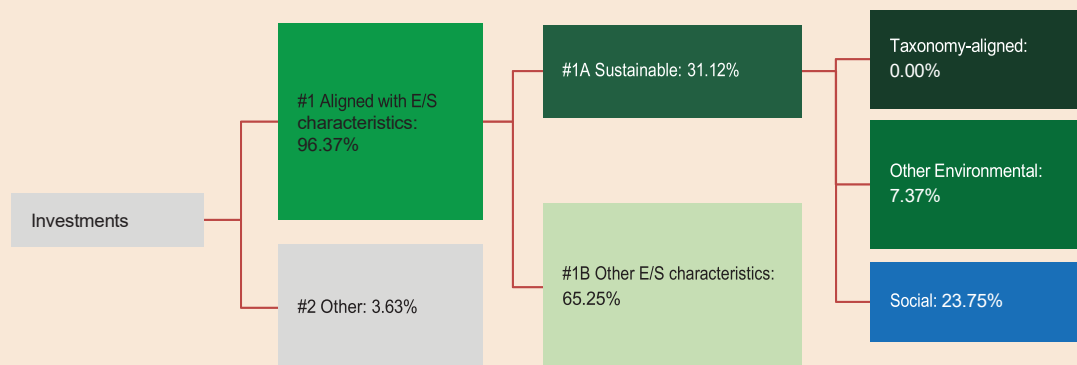 Investments
#1 Aligned with E/S
characteristics:
96.37%
#2 Other: 3.63%
#1A Sustainable: 31.12%
#1B Other E/S characteristics:
65.25%
Taxonomy-aligned:
0.00%
Other Environmental:
7.37%
Social: 23.75%